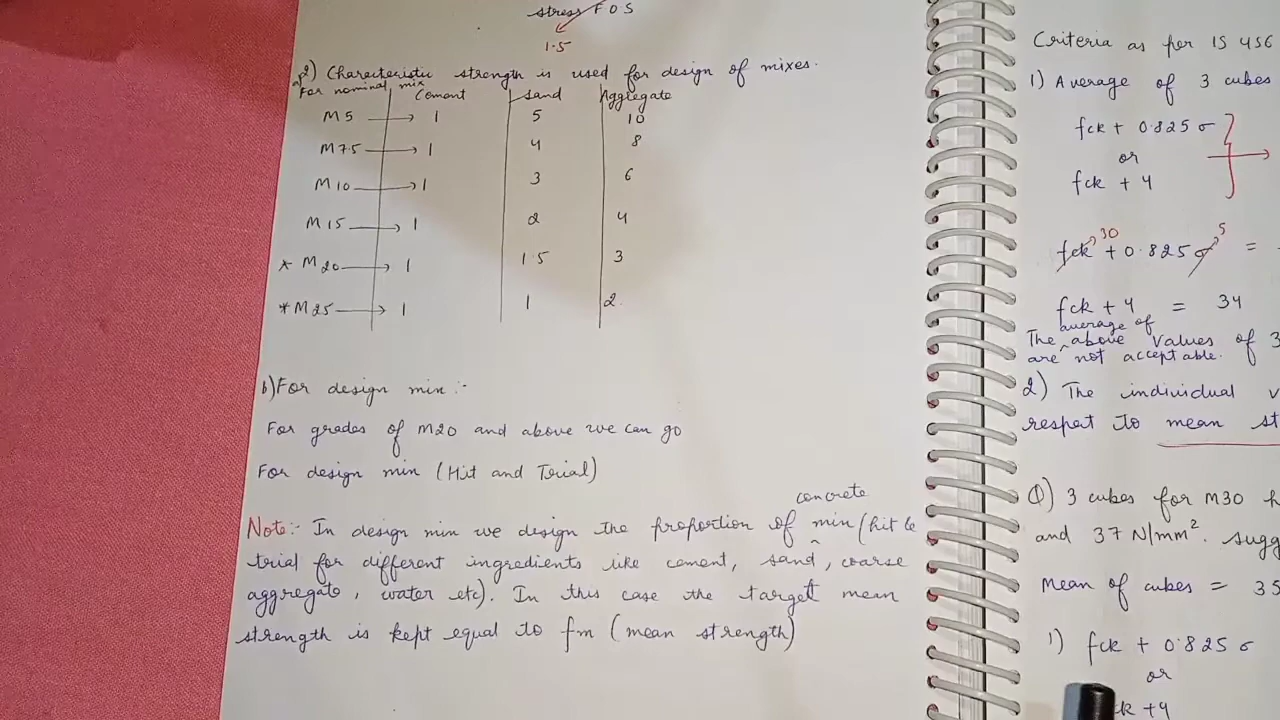 stress FOS
1.5
2) Characteristic strength is used for design of mixes.
For nominal mix Cement Sand Aggregate
M5 → 1 5 10
M7.5 → 1 4 8
M10 → 1 3 6
M15 → 1 2 4
* M20 → 1 1.5 3
* M25 → 1 1 2
b) For design min :-
For grades of M20 and above we can go
For design min (Hit and Trial)
Note:- In design min we design the proportion of concrete min (hit &
trial for different ingredients like cement, sand, coarse
aggregate, water etc). In this case the target mean
strength is kept equal to fm (mean strength)
Criteria as per IS 456
1) Average of 3 cubes
fck + 0.825 σ
or
fck + 4
fck 30 + 0.825 σ 5 =
fck + 4 = 34
The average of above values of 3
are not acceptable.
2) The individual
respect to mean
Q) 3 cubes for M30
and 37 N/mm².
Mean of cubes = 35
1) fck + 0.825 σ
or
ck + 4